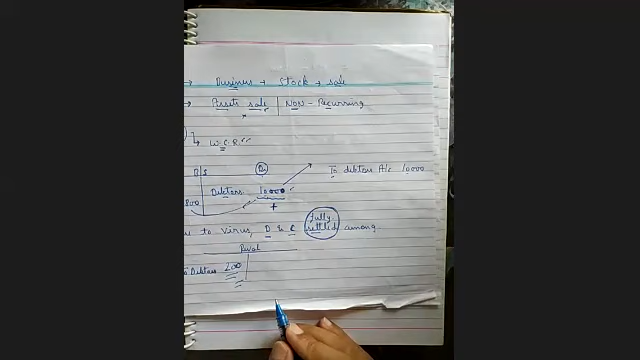 → Business + Stock + sale
→ Assets sale | NON - Recurring
x
→ W.C.R.
B/S
Debtors 10000 To debtors A/c 10000
800
+
to Virus, D & C fully settled among
Rival
Debtors 200